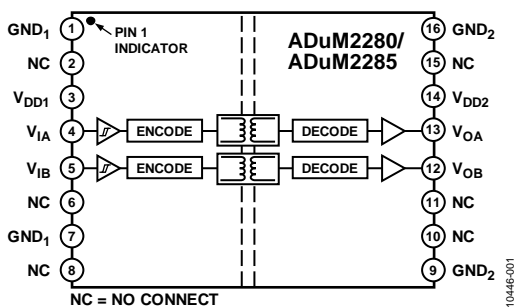 GND1 1 PIN 1 INDICATOR ADuM2280/ ADuM2285 16 GND2
NC 2 15 NC
VDD1 3 14 VDD2
VIA 4 ENCODE DECODE 13 VOA
VIB 5 ENCODE DECODE 12 VOB
NC 6 11 NC
GND1 7 10 NC
NC 8 9 GND2
NC = NO CONNECT
10446-001